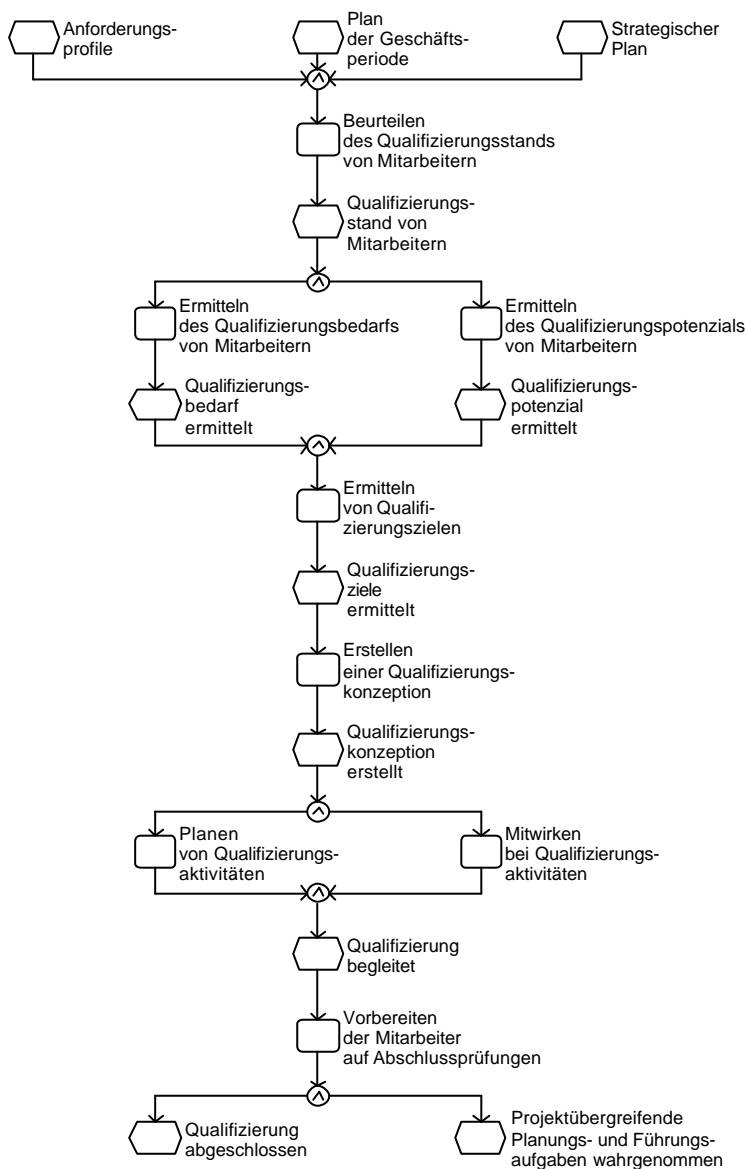 Anforderungs-
profile
Plan
der Geschäfts-
periode
Strategischer
Plan
Beurteilen
des Qualifizierungsstands
von Mitarbeitern
Qualifizierungs-
stand von
Mitarbeitern
Ermitteln
des Qualifizierungsbedarfs
von Mitarbeitern
Ermitteln
des Qualifizierungspotenzials
von Mitarbeitern
Qualifizierungs-
bedarf
ermittelt
Qualifizierungs-
potenzial
ermittelt
Ermitteln
von Qualifi-
zierungszielen
Qualifizierungs-
ziele
ermittelt
Erstellen
einer Qualifizierungs-
konzeption
Qualifizierungs-
konzeption
erstellt
Planen
von Qualifizierungs-
aktivitäten
Mitwirken
bei Qualifizierungs-
aktivitäten
Qualifizierung
begleitet
Vorbereiten
der Mitarbeiter
auf Abschlussprüfungen
Qualifizierung
abgeschlossen
Projektübergreifende
Planungs- und Führungs-
aufgaben wahrgenommen